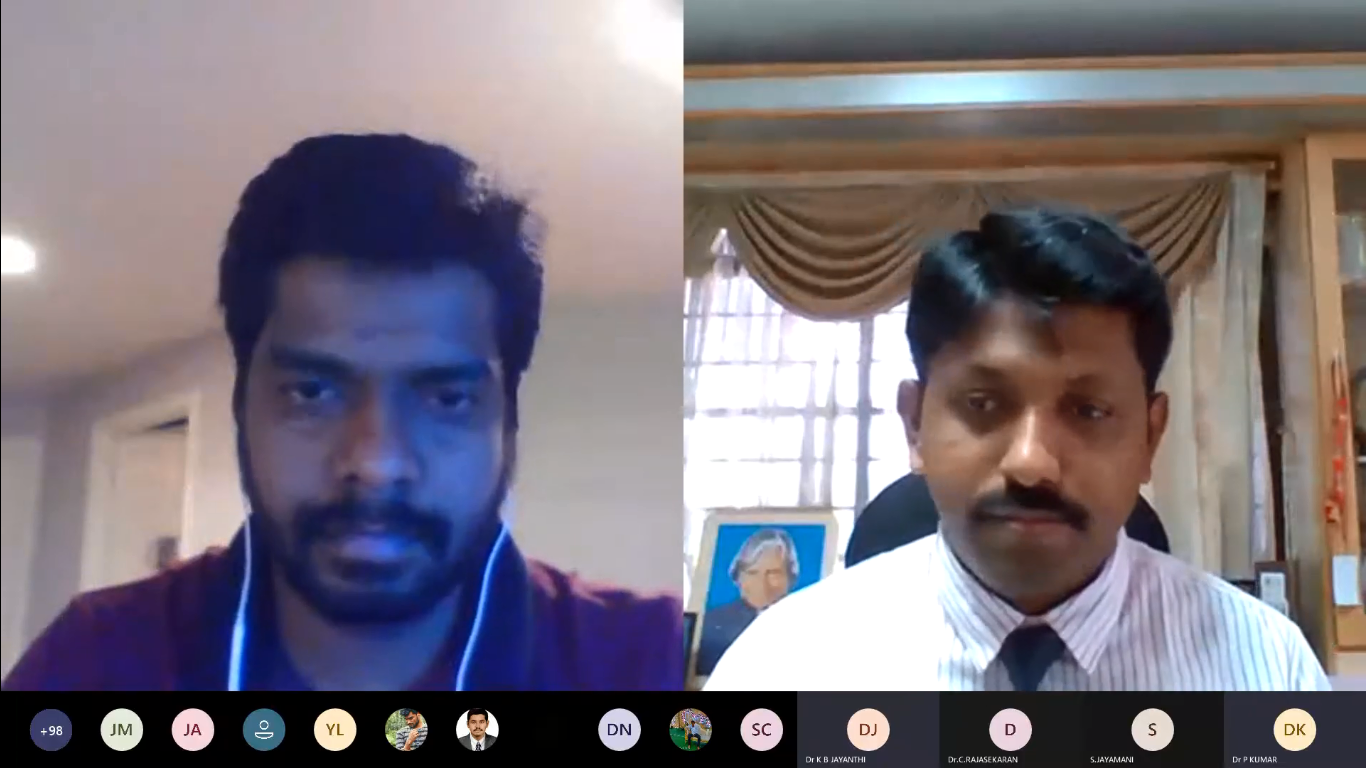 +98
JM
JA
YL
DN
SC
DJ
D
S
DK
Dr K B JAYANTHI
Dr.C.RAJASEKARAN
S.JAYAMANI
Dr P KUMAR